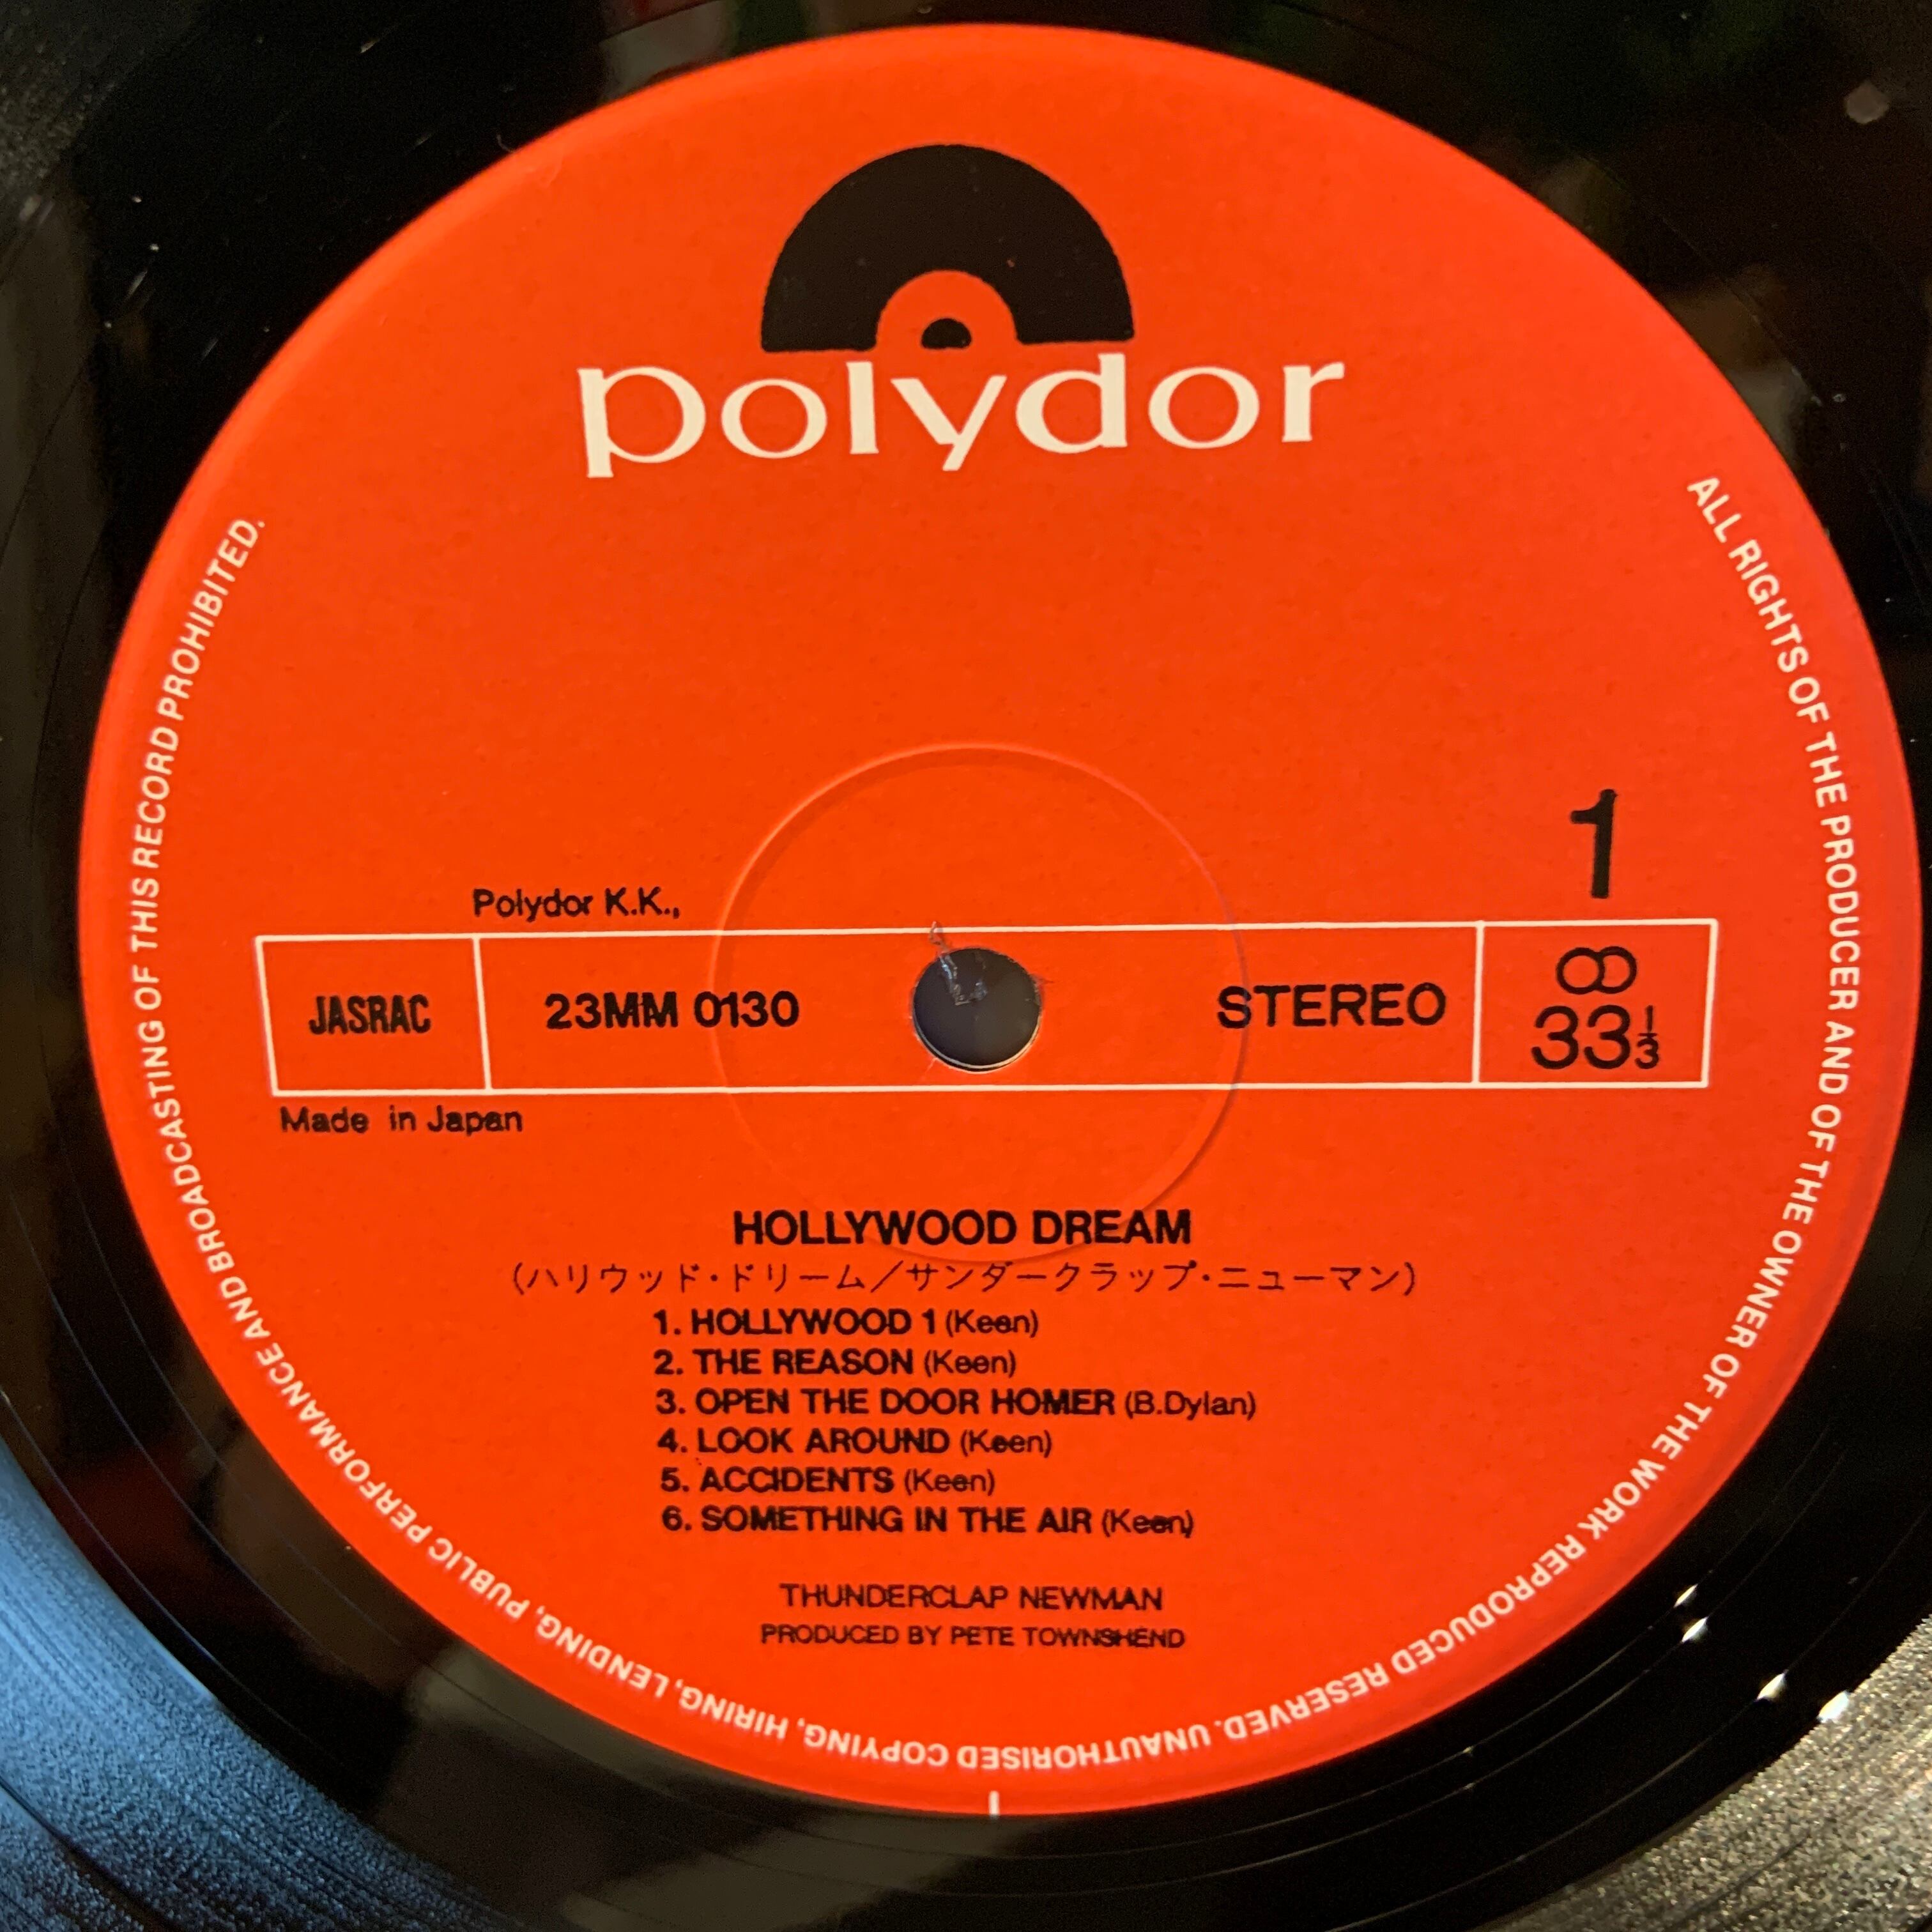 polydor
1
Polydor K.K.,
JASRAC
23MM 0130
STEREO
33 1/3
Made in Japan
HOLLYWOOD DREAM
(ハリウッド・ドリーム/サンダークラップ・ニューマン)
1. HOLLYWOOD 1 (Keen)
2. THE REASON (Keen)
3. OPEN THE DOOR HOMER (B.Dylan)
4. LOOK AROUND (Keen)
5. ACCIDENTS (Keen)
6. SOMETHING IN THE AIR (Keen)
THUNDERCLAP NEWMAN
PRODUCED BY PETE TOWNSHEND
ALL RIGHTS OF THE PRODUCER AND OF THE OWNER OF THE WORK REPRODUCED RESERVED. UNAUTHORISED COPYING, HIRING, LENDING, PUBLIC PERFORMANCE AND BROADCASTING OF THIS RECORD PROHIBITED.